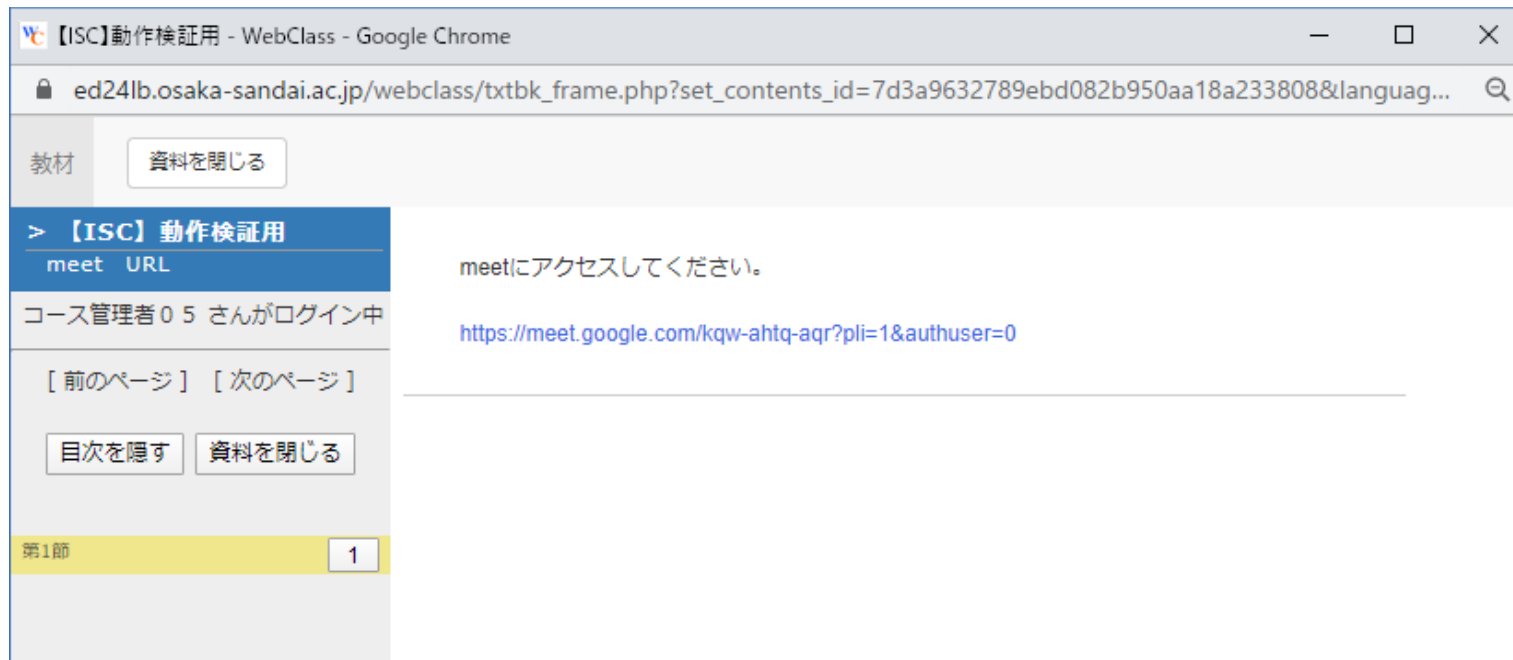 【ISC】動作検証用 - WebClass - Google Chrome
ed24lb.osaka-sandai.ac.jp/webclass/txtbk_frame.php?set_contents_id=7d3a9632789ebd082b950aa18a233808&languag...
教材 資料を閉じる
> 【ISC】動作検証用
meet URL
コース管理者０５ さんがログイン中
[ 前のページ ] [ 次のページ ]
目次を隠す 資料を閉じる
第1節 1
meetにアクセスしてください。
https://meet.google.com/kqw-ahtq-aqr?pli=1&authuser=0